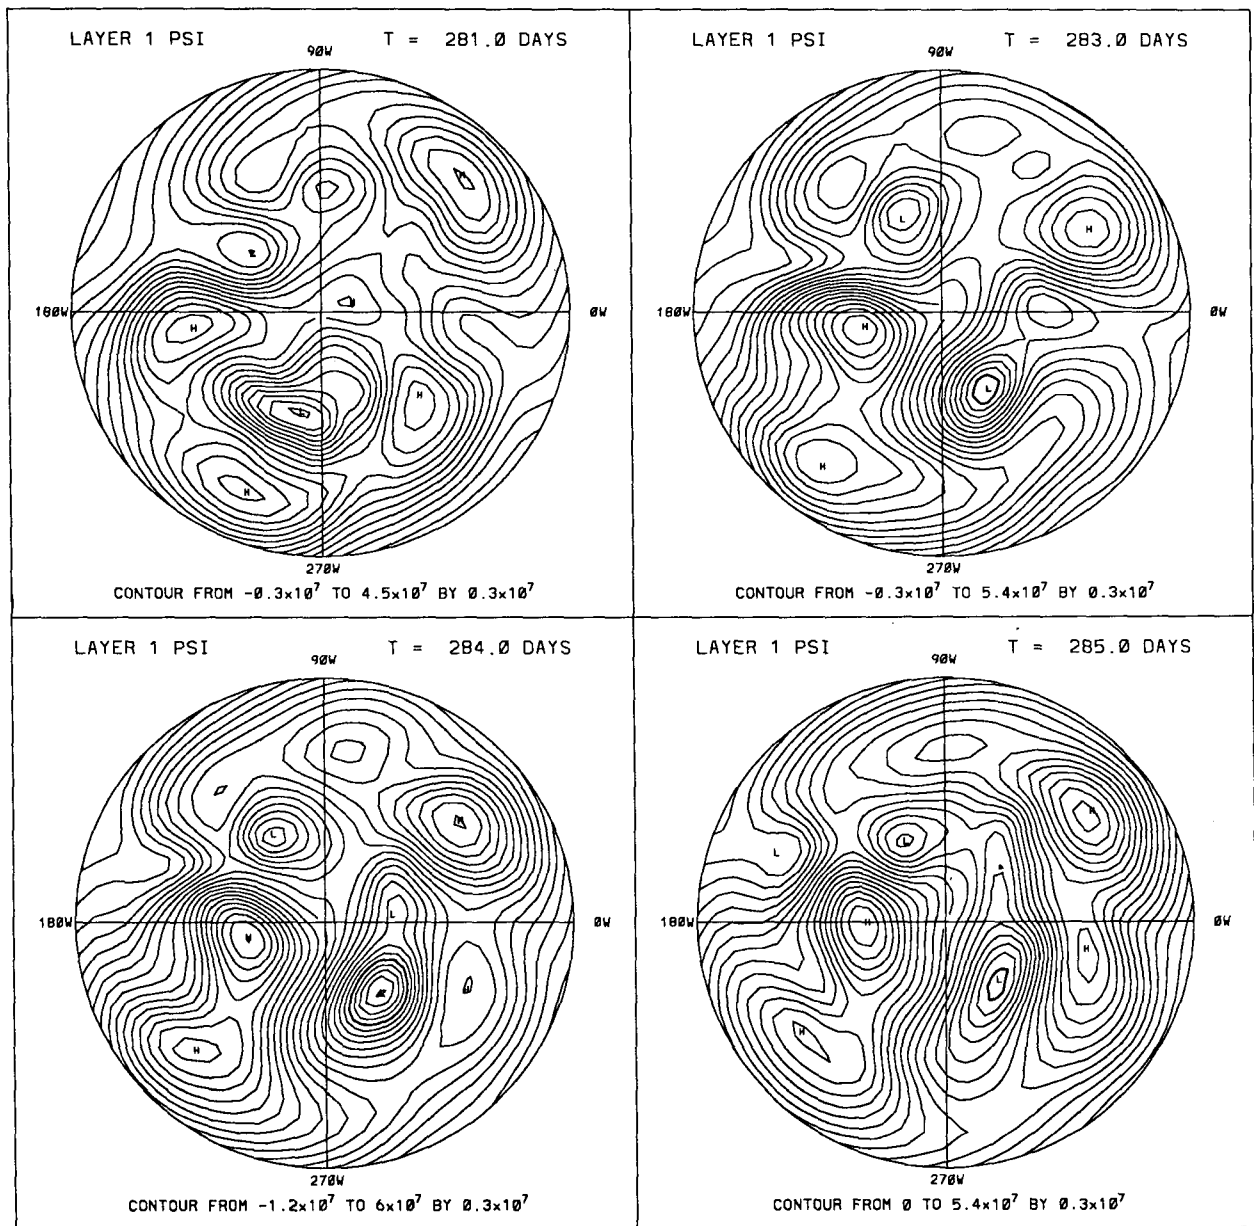 LAYER 1 PSI T = 281.0 DAYS
90W
180W
0W
H
H
H
270W
CONTOUR FROM -0.3x10⁷ TO 4.5x10⁷ BY 0.3x10⁷
LAYER 1 PSI T = 283.0 DAYS
90W
L
H
180W
H
0W
L
H
270W
CONTOUR FROM -0.3x10⁷ TO 5.4x10⁷ BY 0.3x10⁷
LAYER 1 PSI T = 284.0 DAYS
90W
L
L
180W
0W
H
270W
CONTOUR FROM -1.2x10⁷ TO 6x10⁷ BY 0.3x10⁷
LAYER 1 PSI T = 285.0 DAYS
90W
H
L
L
180W
H
0W
H
L
H
270W
CONTOUR FROM 0 TO 5.4x10⁷ BY 0.3x10⁷